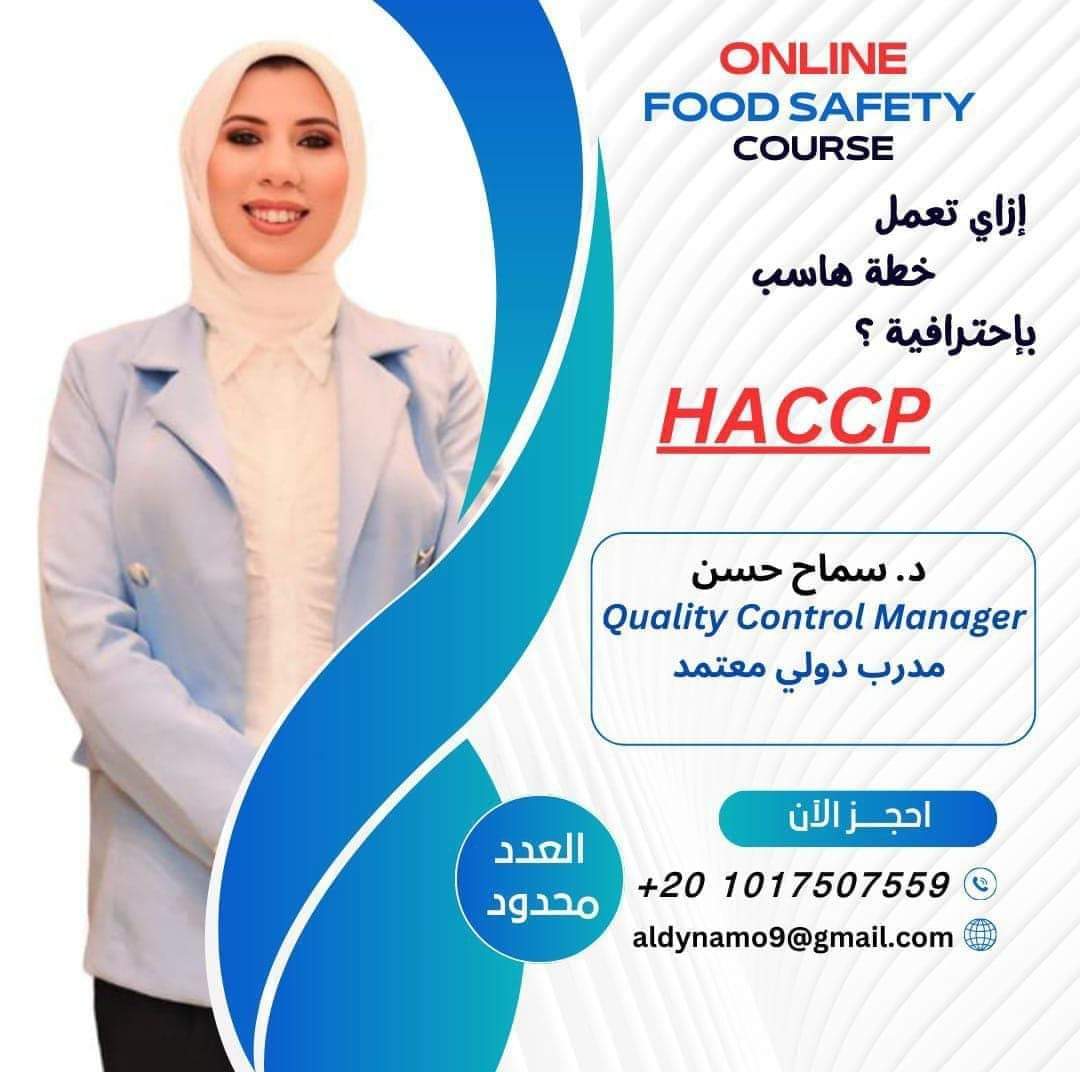 ONLINE
FOOD SAFETY
COURSE
إزاي تعمل
خطة هاسب
بإحترافية ؟
HACCP
د. سماح حسن
Quality Control Manager
مدرب دولي معتمد
احجــز الآن
العدد
محدود
+20 1017507559
aldynamo9@gmail.com